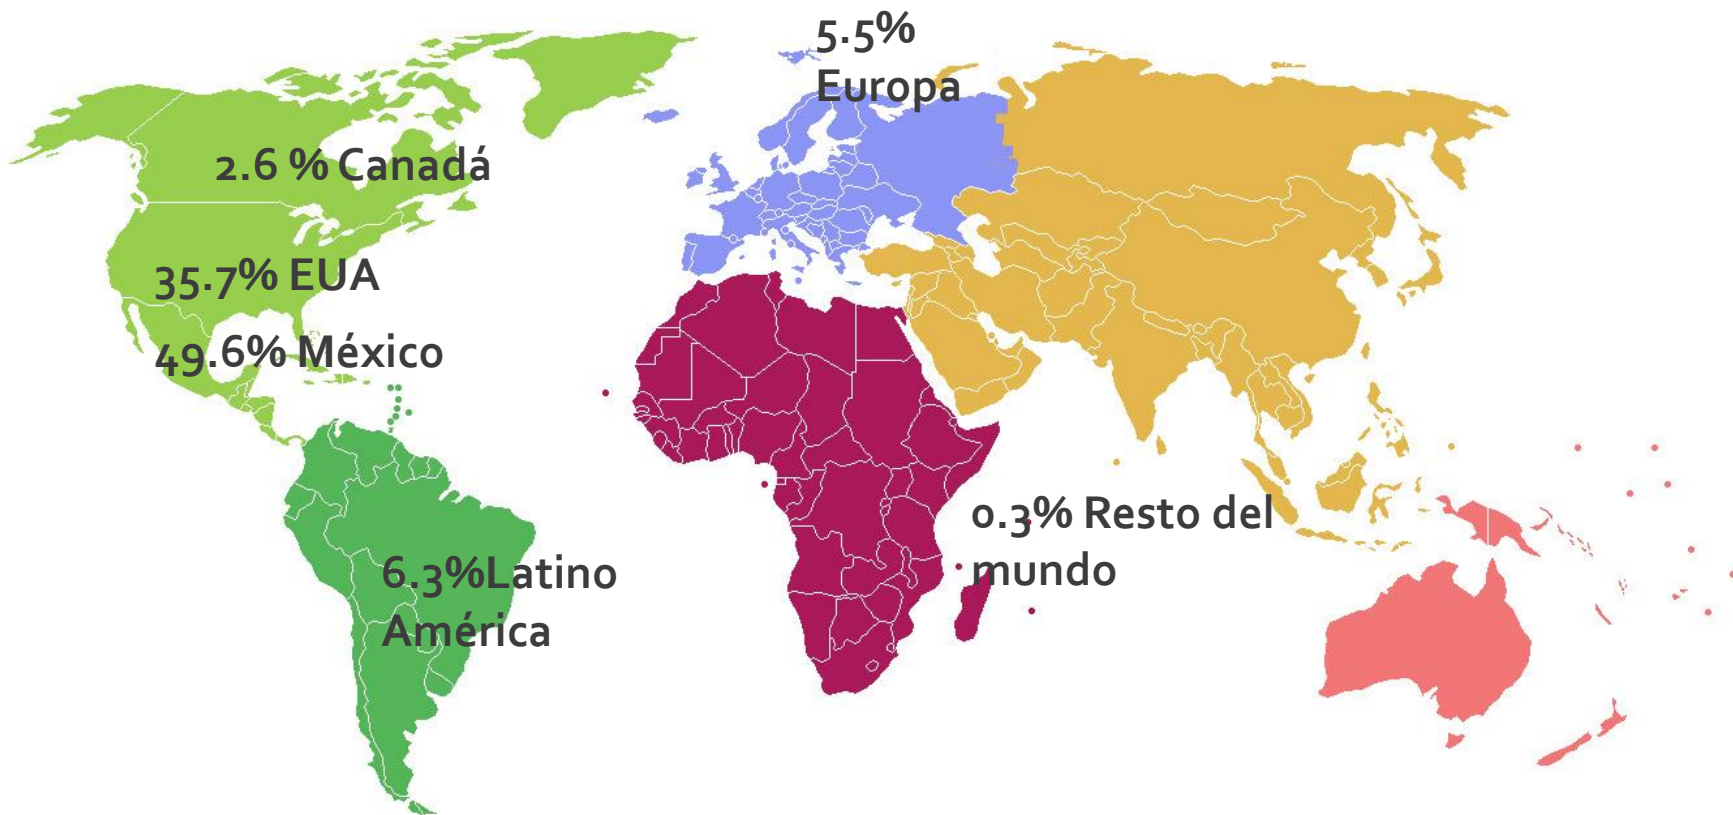 5.5%
Europa
2.6 % Canadá
35.7% EUA
49.6% México
0.3% Resto del
mundo
6.3%Latino
América